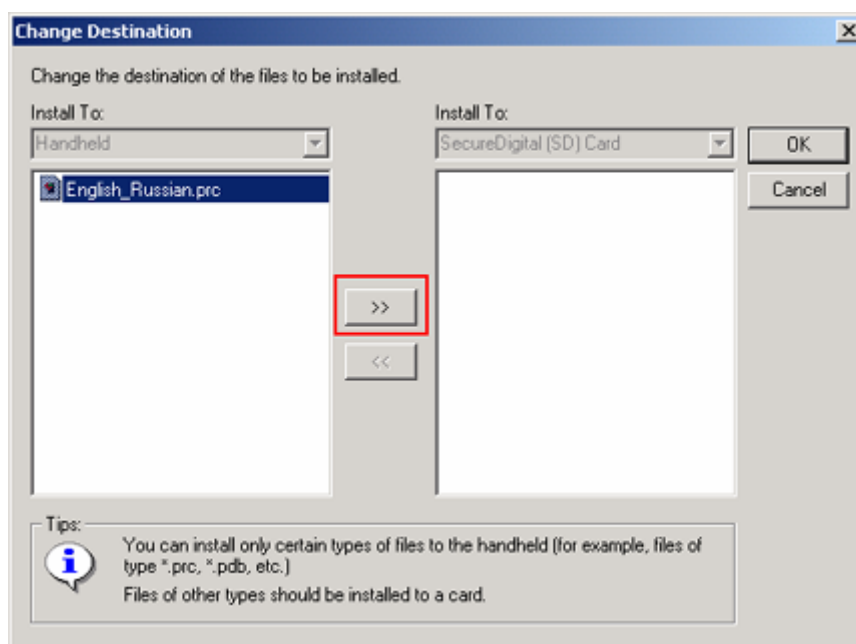 Change Destination
Change the destination of the files to be installed.
Install To:
Install To:
Handheld
SecureDigital (SD) Card
OK
English_Russian.prc
Cancel
>>
<<
Tips:
You can install only certain types of files to the handheld (for example, files of
type *.prc, *.pdb, etc.)
Files of other types should be installed to a card.